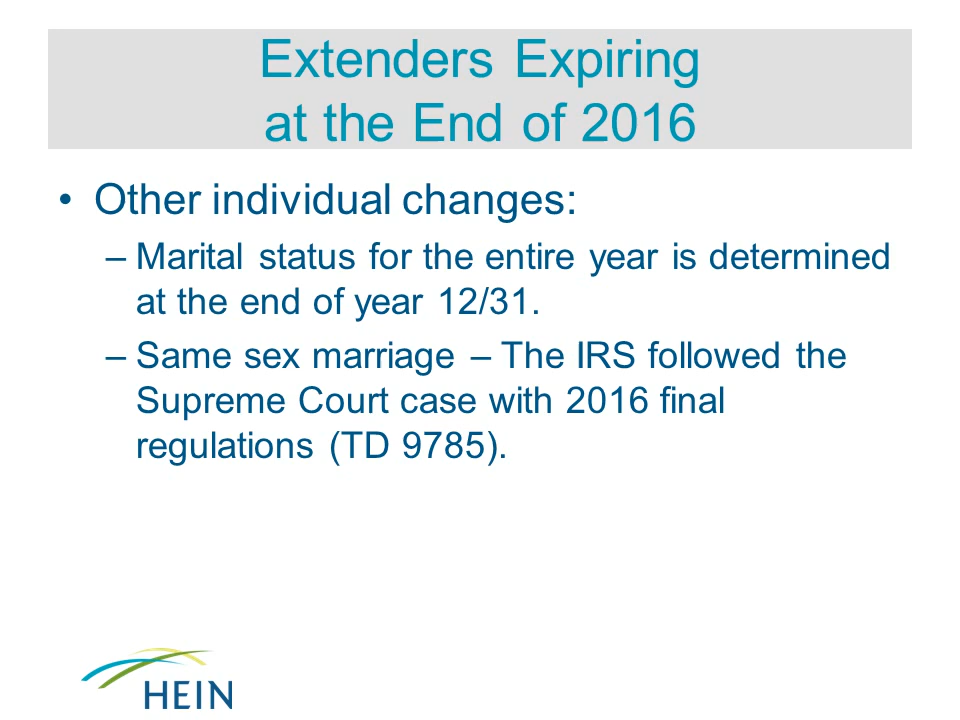 Extenders Expiring
at the End of 2016
• Other individual changes:
– Marital status for the entire year is determined
at the end of year 12/31.
– Same sex marriage – The IRS followed the
Supreme Court case with 2016 final
regulations (TD 9785).
HEIN